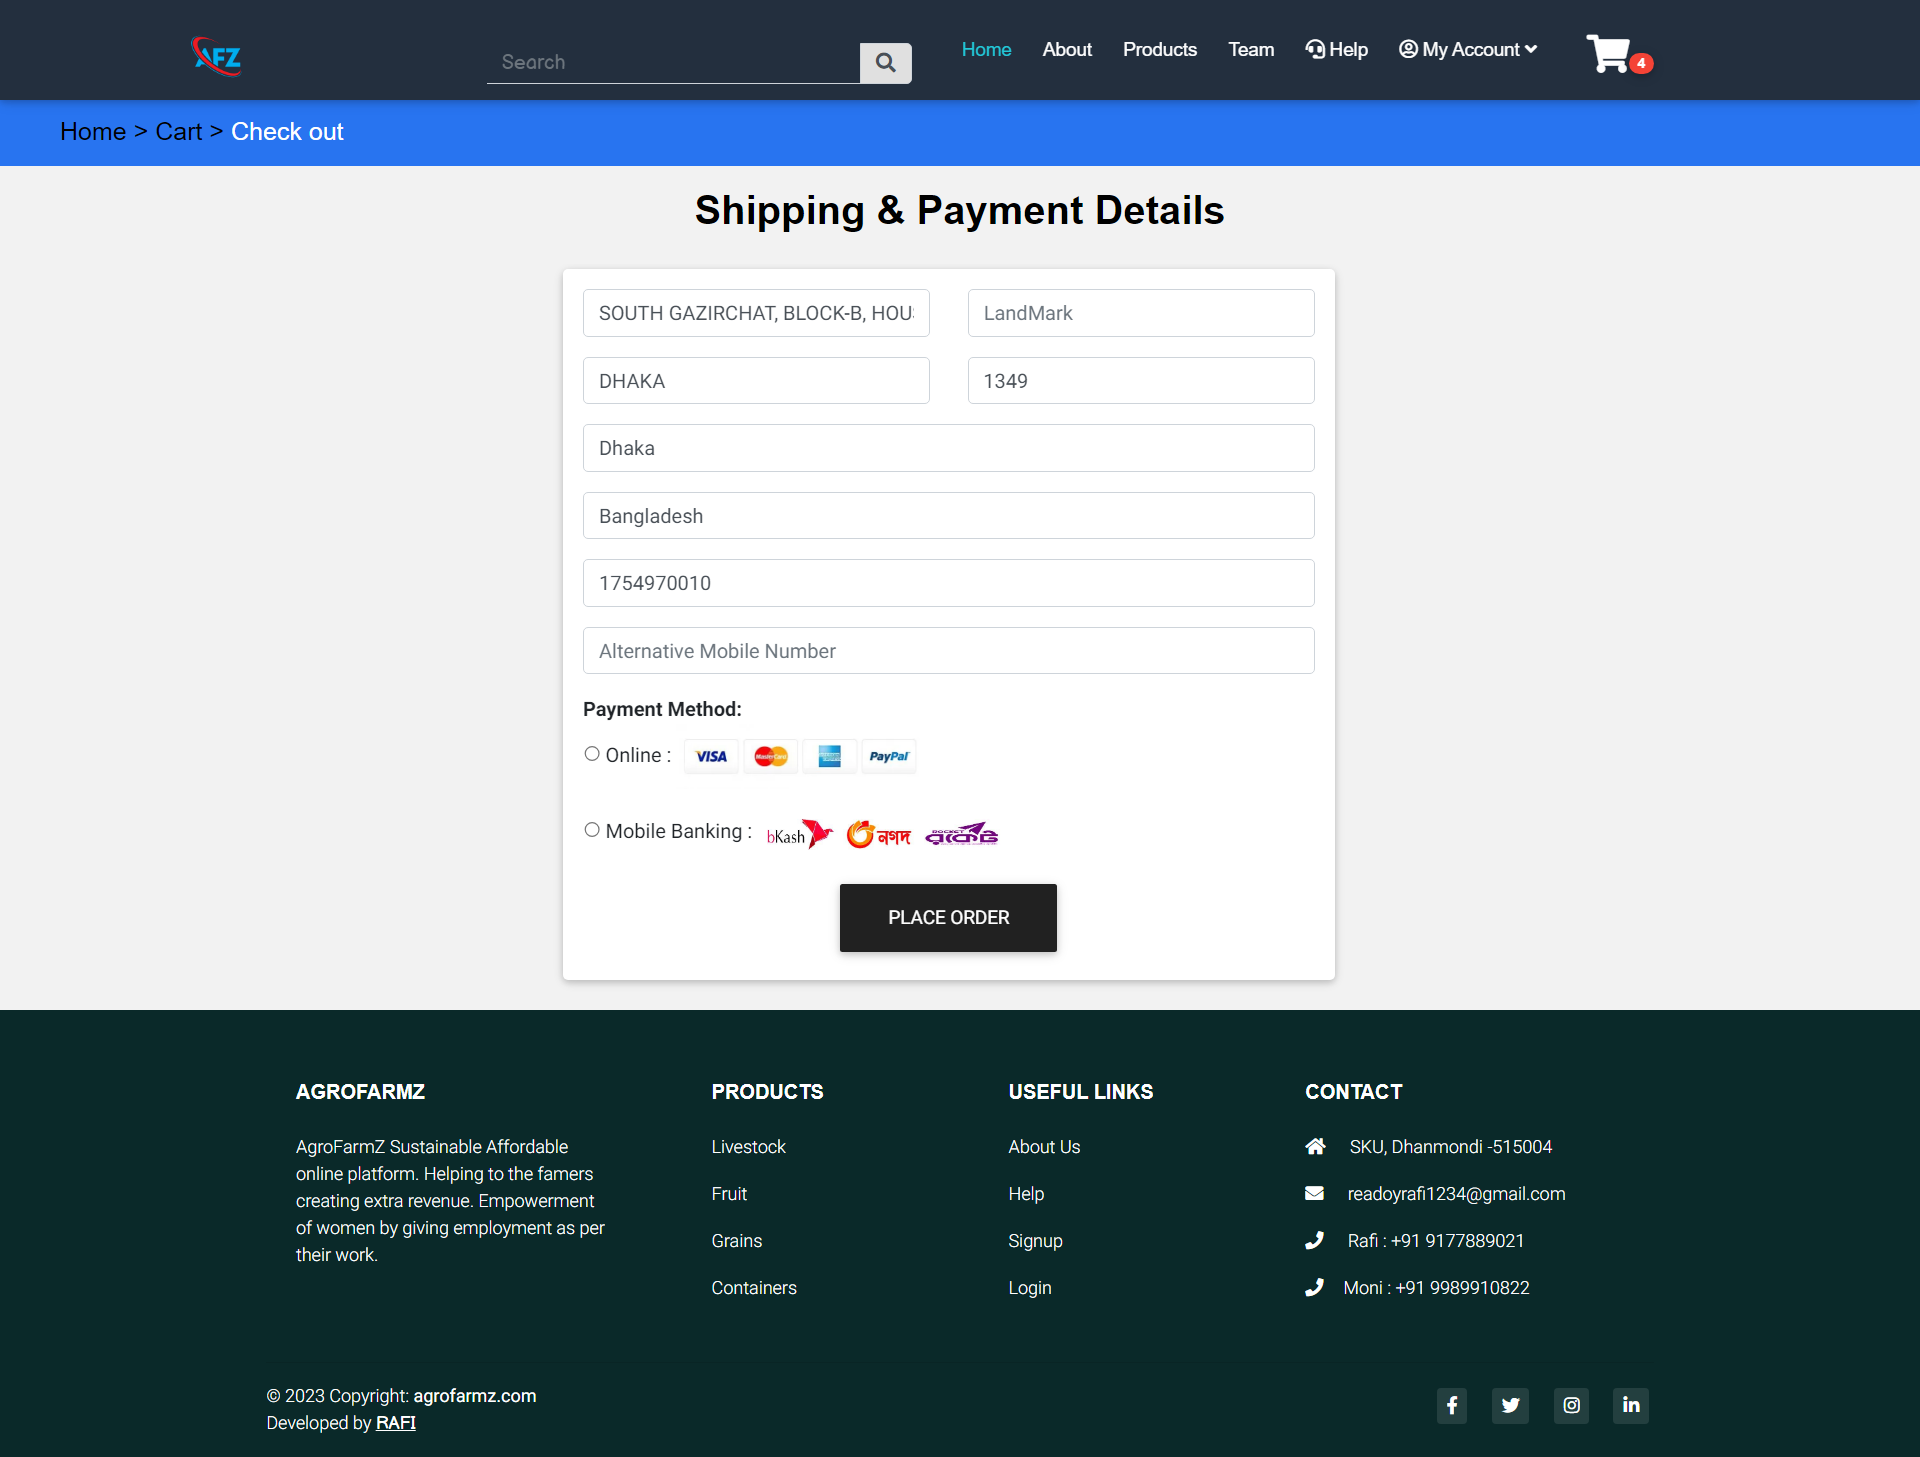 AFZ
Search
Home
About
Products
Team
Help
My Account
4
Home > Cart > Check out
Shipping & Payment Details
SOUTH GAZIRCHAT, BLOCK-B, HOU
LandMark
DHAKA
1349
Dhaka
Bangladesh
1754970010
Alternative Mobile Number
Payment Method:
Online :
VISA
MasterCard
PayPal
Mobile Banking :
bKash
নগদ
ROCKET
রকেট
PLACE ORDER
AGROFARMZ
AgroFarmZ Sustainable Affordable
online platform. Helping to the famers
creating extra revenue. Empowerment
of women by giving employment as per
their work.
PRODUCTS
Livestock
Fruit
Grains
Containers
USEFUL LINKS
About Us
Help
Signup
Login
CONTACT
SKU, Dhanmondi -515004
readoyrafi1234@gmail.com
Rafi : +91 9177889021
Moni : +91 9989910822
© 2023 Copyright: agrofarmz.com
Developed by RAFI